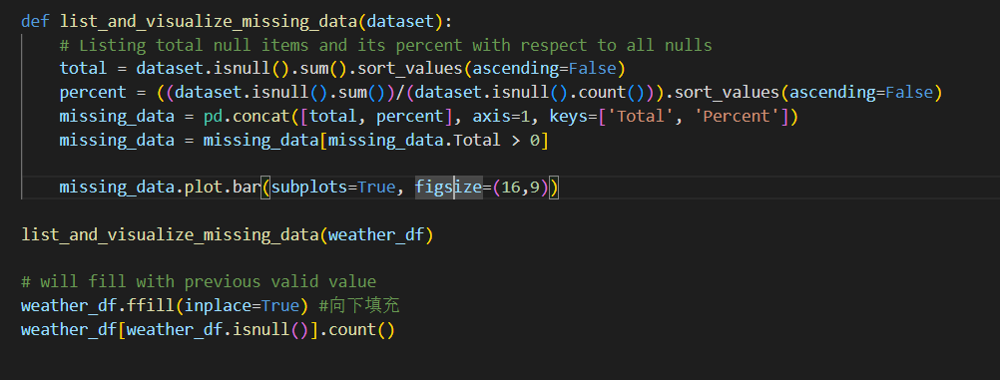 def list_and_visualize_missing_data(dataset):
    # Listing total null items and its percent with respect to all nulls
    total = dataset.isnull().sum().sort_values(ascending=False)
    percent = ((dataset.isnull().sum())/(dataset.isnull().count())).sort_values(ascending=False)
    missing_data = pd.concat([total, percent], axis=1, keys=['Total', 'Percent'])
    missing_data = missing_data[missing_data.Total > 0]

    missing_data.plot.bar(subplots=True, figsize=(16,9))

list_and_visualize_missing_data(weather_df)

# will fill with previous valid value
weather_df.ffill(inplace=True) #向下填充
weather_df[weather_df.isnull()].count()